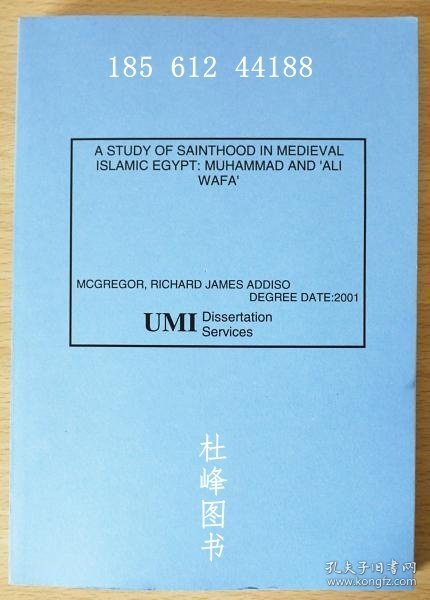 185 612 44188
A STUDY OF SAINTHOOD IN MEDIEVAL
ISLAMIC EGYPT: MUHAMMAD AND 'ALI
WAFA'
MCGREGOR, RICHARD JAMES ADDISO
DEGREE DATE:2001
UMI Dissertation
Services
杜峰图书
孔夫子旧书网
www.kongfz.com